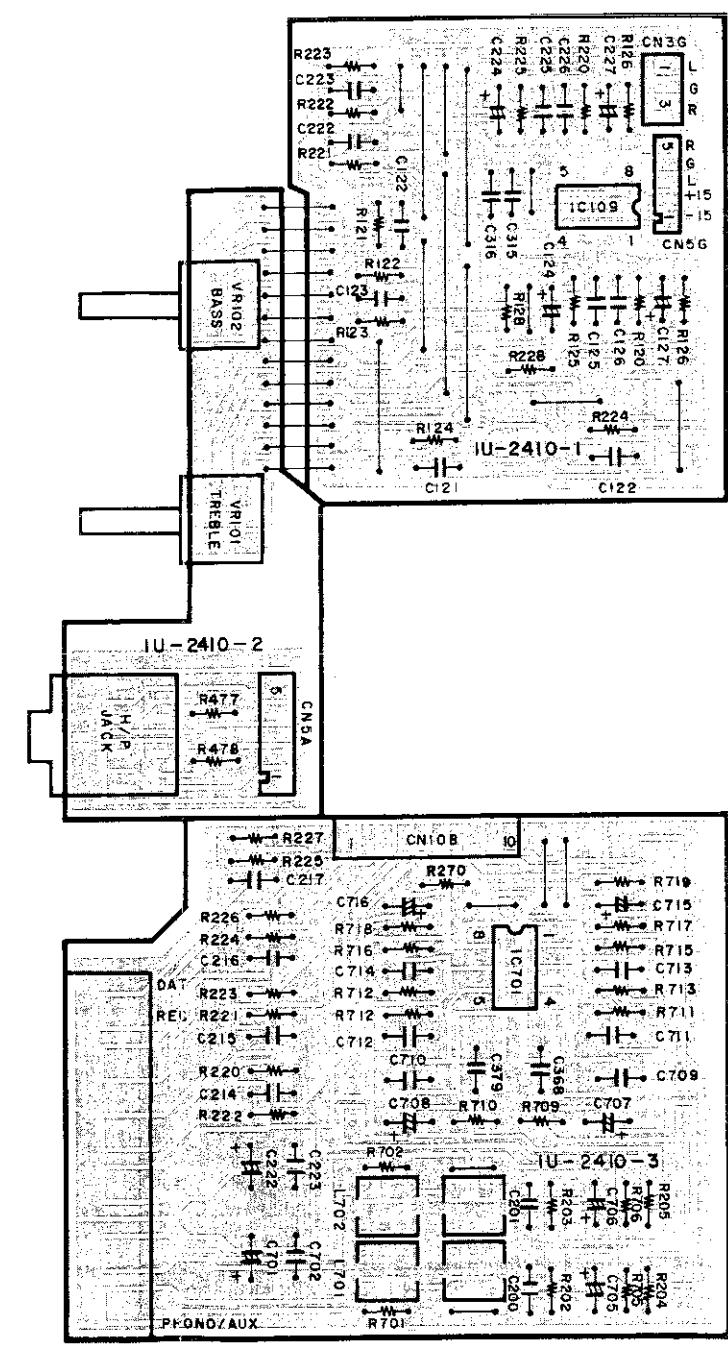 C224
R225
C225
C226
R220
C227
R126
CN3G
1
3
L
G
R
R223
C223
R222
C222
R221
C122
R121
R122
C123
R123
5
8
IC109
4
1
C316
C315
5
1
R
G
L
+15
-15
CN5G
C124
R128
R228
R125
C125
C126
R120
C127
R126
R124
C121
IU-2410-1
R224
C122
VR102
BASS
VR101
TREBLE
IU-2410-2
H/P
JACK
R477
R478
5
1
CN5A
R227
R225
C217
1
CN10B
10
R270
R226
R224
C216
DAT
R223
REC
R221
C215
R220
C214
R222
C716
R718
R716
C714
R712
R712
C712
C710
C708
R710
R709
C707
8
1
IC701
5
4
C379
C368
R719
C715
R717
R715
C713
R713
R711
C711
C709
C222
C223
C701
C702
R702
L702
L701
R701
IU-2410-3
C201
R203
C706
R706
R205
C200
R202
C705
R705
R204
PHONO/AUX